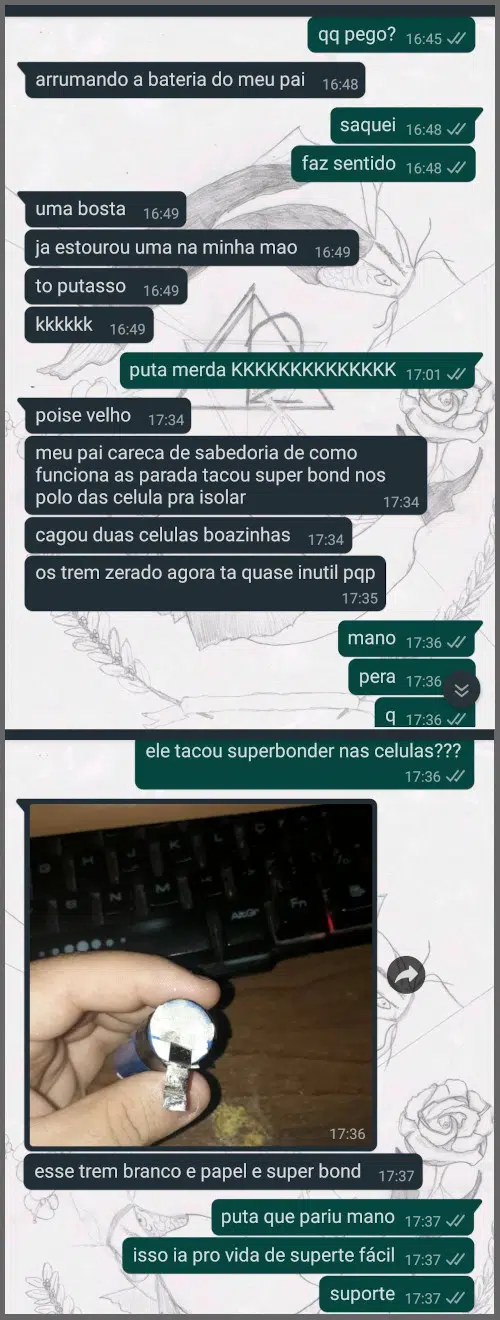 qq pego? 16:45
arrumando a bateria do meu pai 16:48
saquei 16:48
faz sentido 16:48
uma bosta 16:49
ja estourou uma na minha mao 16:49
to putasso 16:49
kkkkkk 16:49
puta merda KKKKKKKKKKKKKK 17:01
poise velho 17:34
meu pai careca de sabedoria de como
funciona as parada tacou super bond nos
polo das celula pra isolar 17:34
cagou duas celulas boazinhas 17:34
os trem zerado agora ta quase inutil pqp
17:35
mano 17:36
pera 17:36
q 17:36
ele tacou superbonder nas celulas???
17:36
AltGr
Fn
17:36
esse trem branco e papel e super bond 17:37
puta que pariu mano 17:37
isso ia pro vida de superte fácil 17:37
suporte 17:37